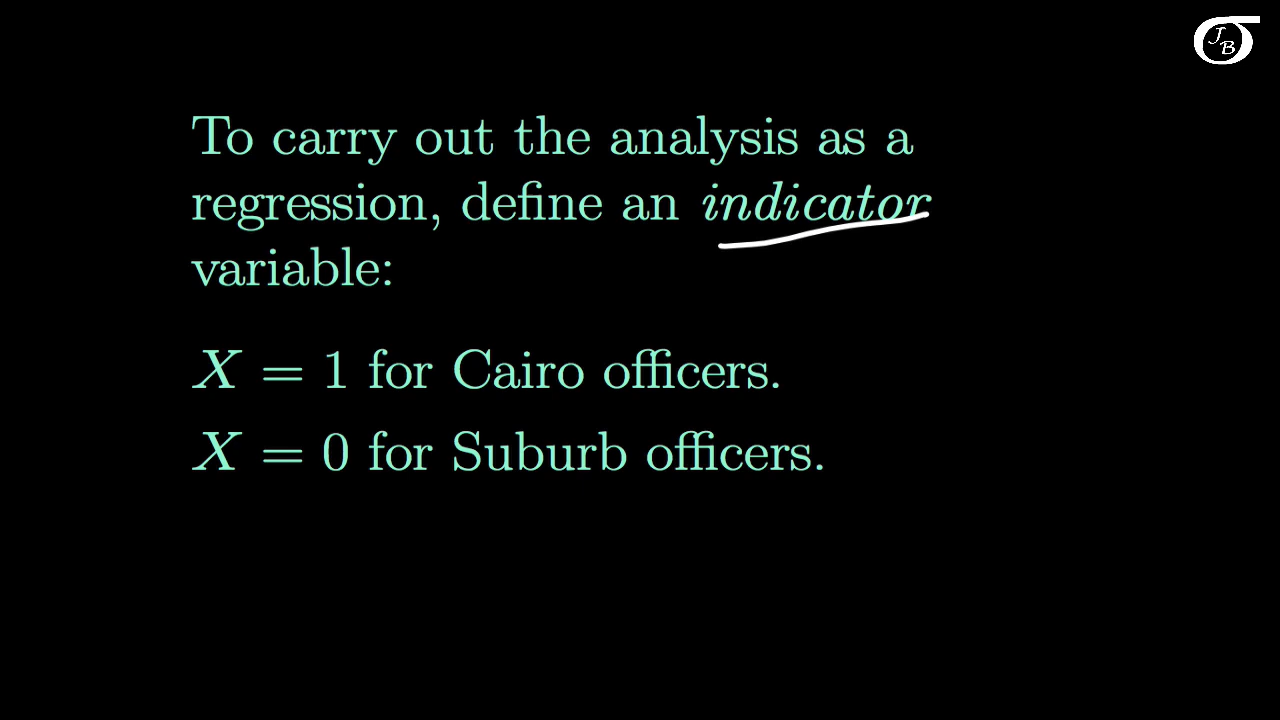 J
B
To carry out the analysis as a
regression, define an indicator
variable:
X = 1 for Cairo officers.
X = 0 for Suburb officers.